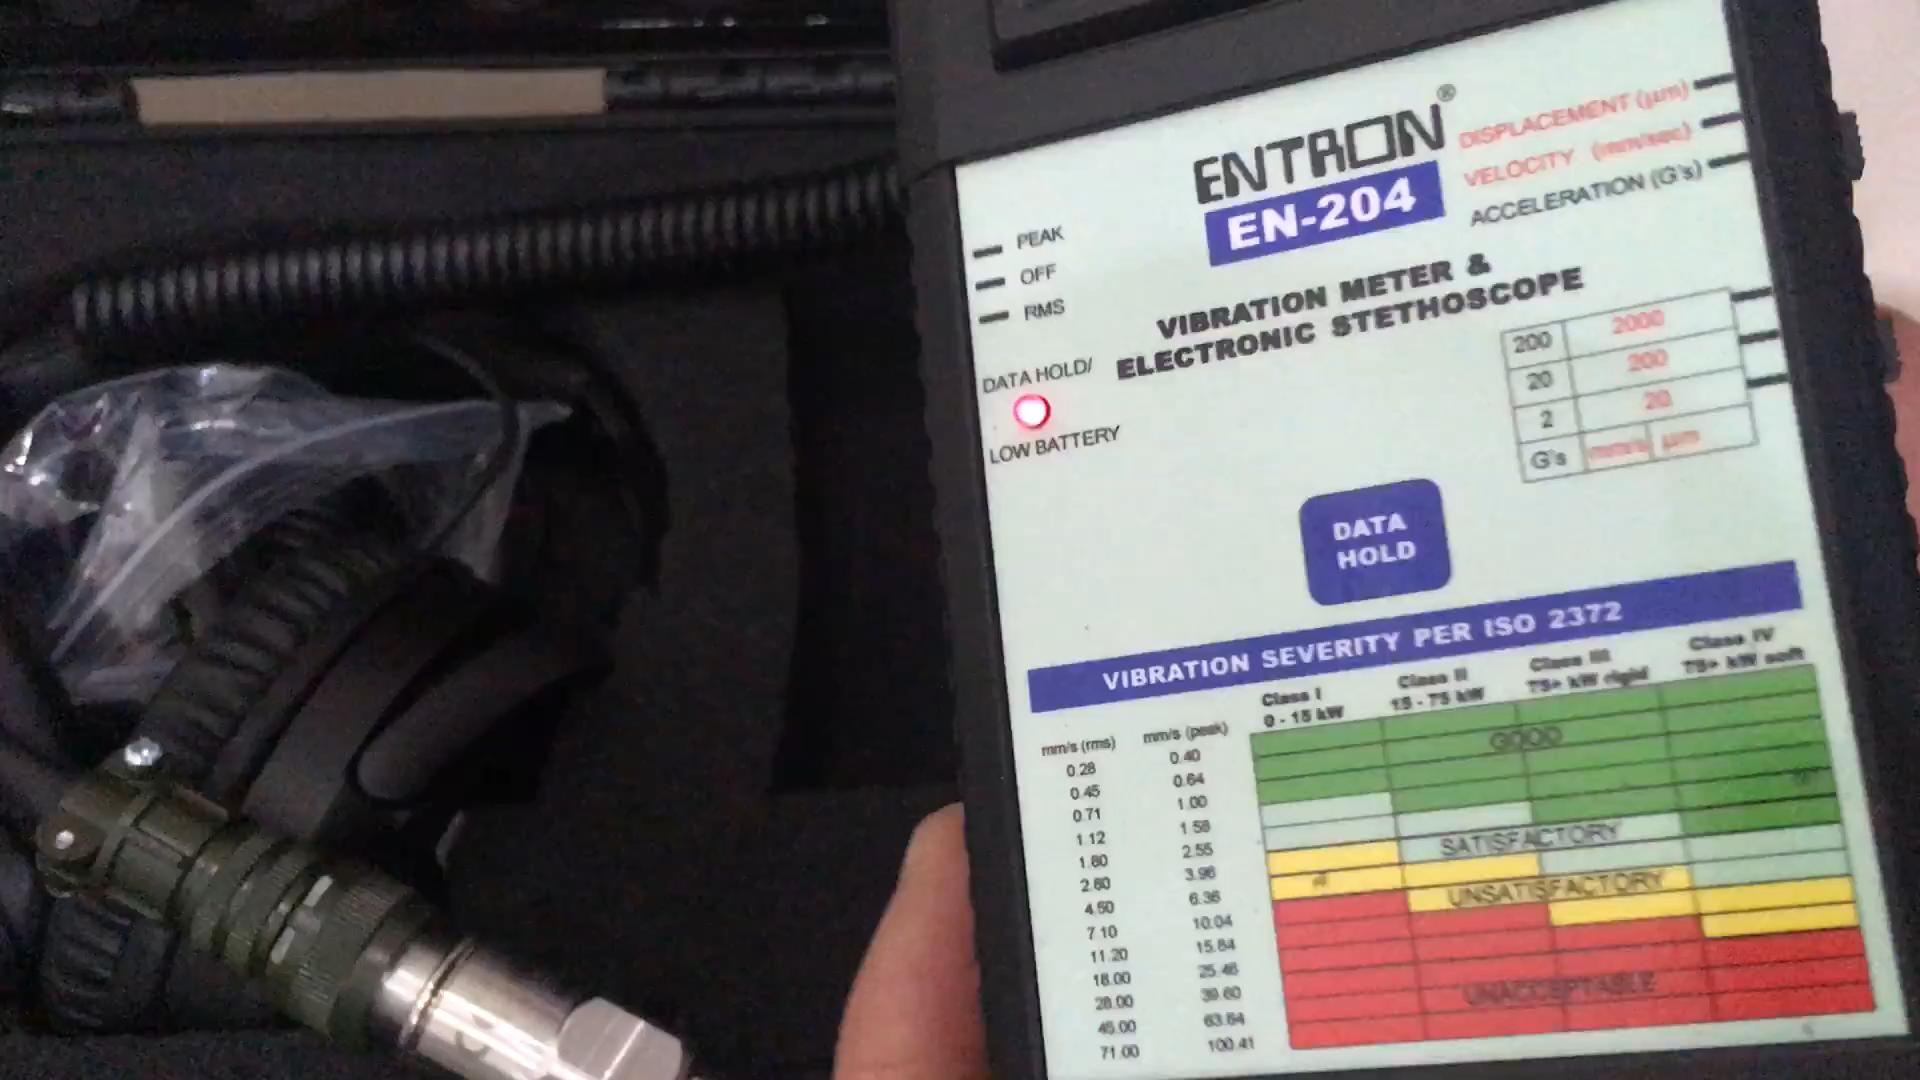 ENTRON®
EN-204
DISPLACEMENT (µm)
VELOCITY (mm/sec)
ACCELERATION (G's)
PEAK
OFF
RMS
VIBRATION METER &
ELECTRONIC STETHOSCOPE
DATA HOLD/
LOW BATTERY
200 2000
20 200
2 20
G's mm/s µm
DATA
HOLD
VIBRATION SEVERITY PER ISO 2372
Class I Class II Class III Class IV
0 - 15 kW 15 - 75 kW 75+ kW rigid 75+ kW soft
mm/s (rms) mm/s (peak)
0.28 0.40
0.45 0.64
0.71 1.00
1.12 1.58
1.80 2.55
2.80 3.96
4.50 6.36
7.10 10.04
11.20 15.84
18.00 25.46
28.00 39.60
45.00 63.64
71.00 100.41
GOOD
SATISFACTORY
UNSATISFACTORY
UNACCEPTABLE